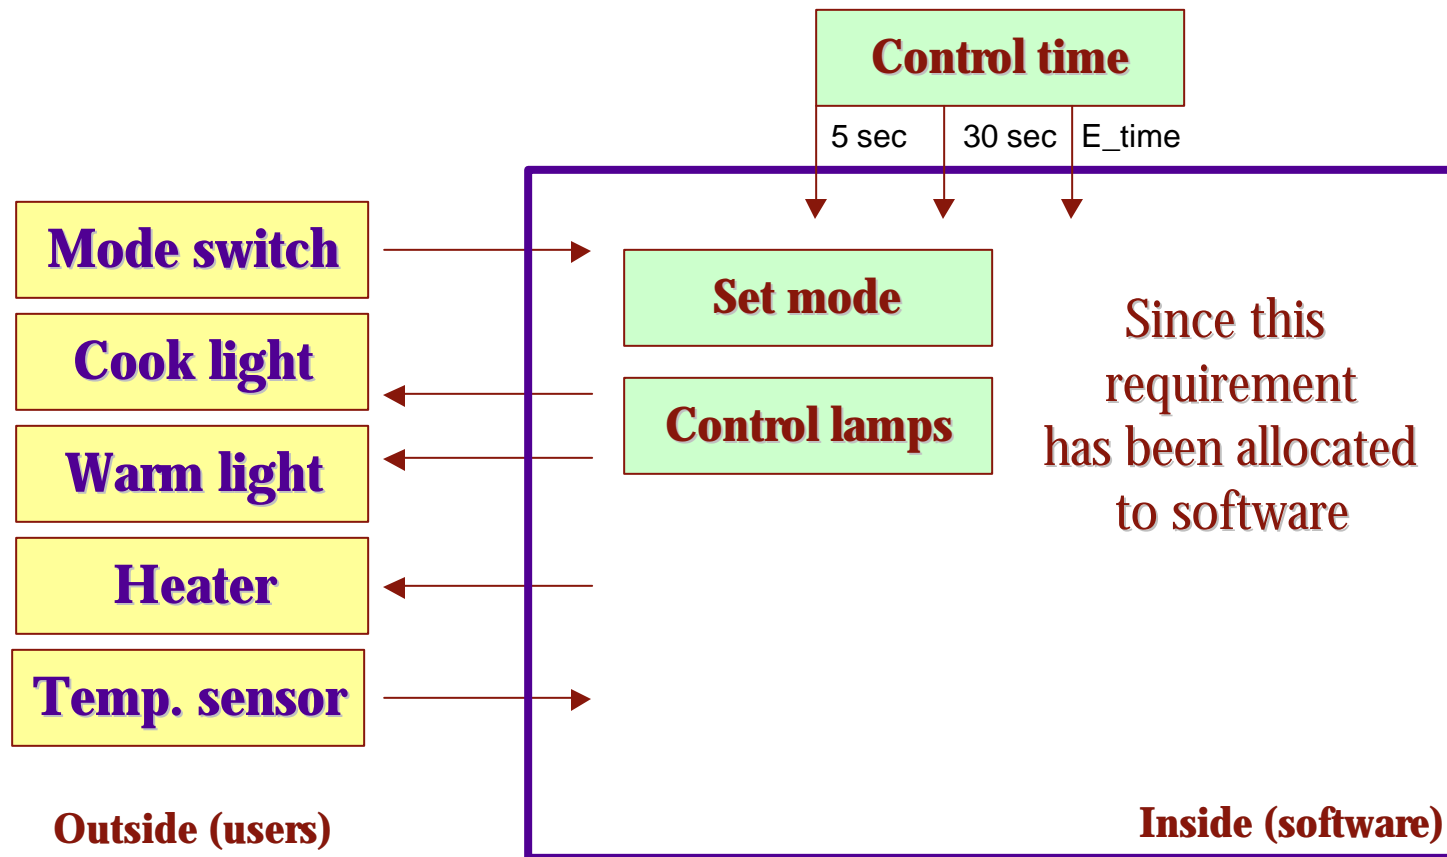 Control time
5 sec
30 sec
E_time
Mode switch
Cook light
Warm light
Heater
Temp. sensor
Set mode
Control lamps
Since this
requirement
has been allocated
to software
Outside (users)
Inside (software)